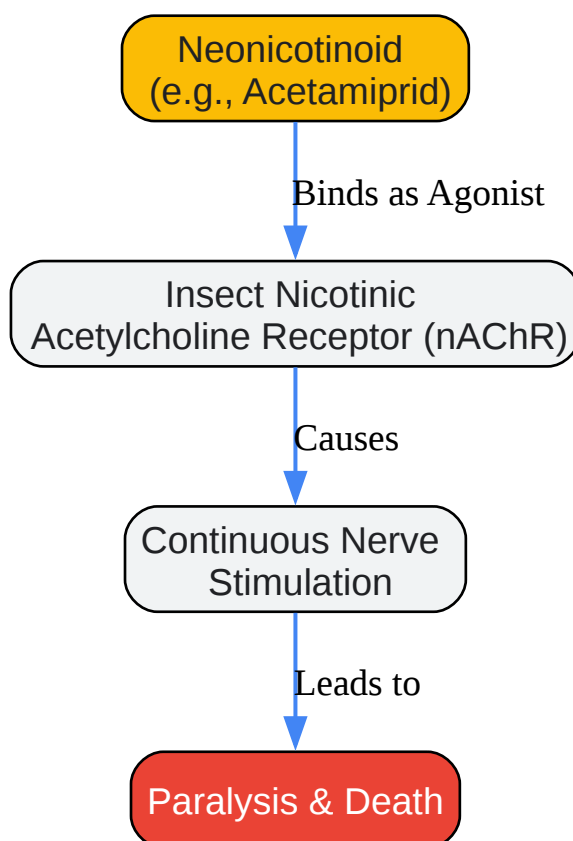 Neonicotinoid
(e.g., Acetamiprid)
Binds as Agonist
Insect Nicotinic
Acetylcholine Receptor (nAChR)
Causes
Continuous Nerve
Stimulation
Leads to
Paralysis & Death